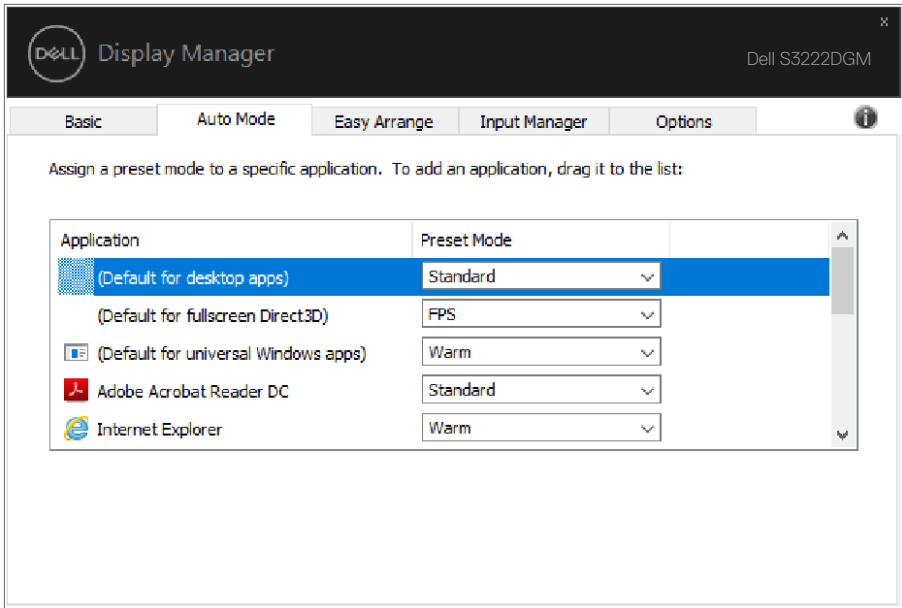 x
DELL Display Manager
Dell S3222DGM
Basic Auto Mode Easy Arrange Input Manager Options
Assign a preset mode to a specific application. To add an application, drag it to the list:
Application Preset Mode
(Default for desktop apps) Standard
(Default for fullscreen Direct3D) FPS
(Default for universal Windows apps) Warm
Adobe Acrobat Reader DC Standard
Internet Explorer Warm